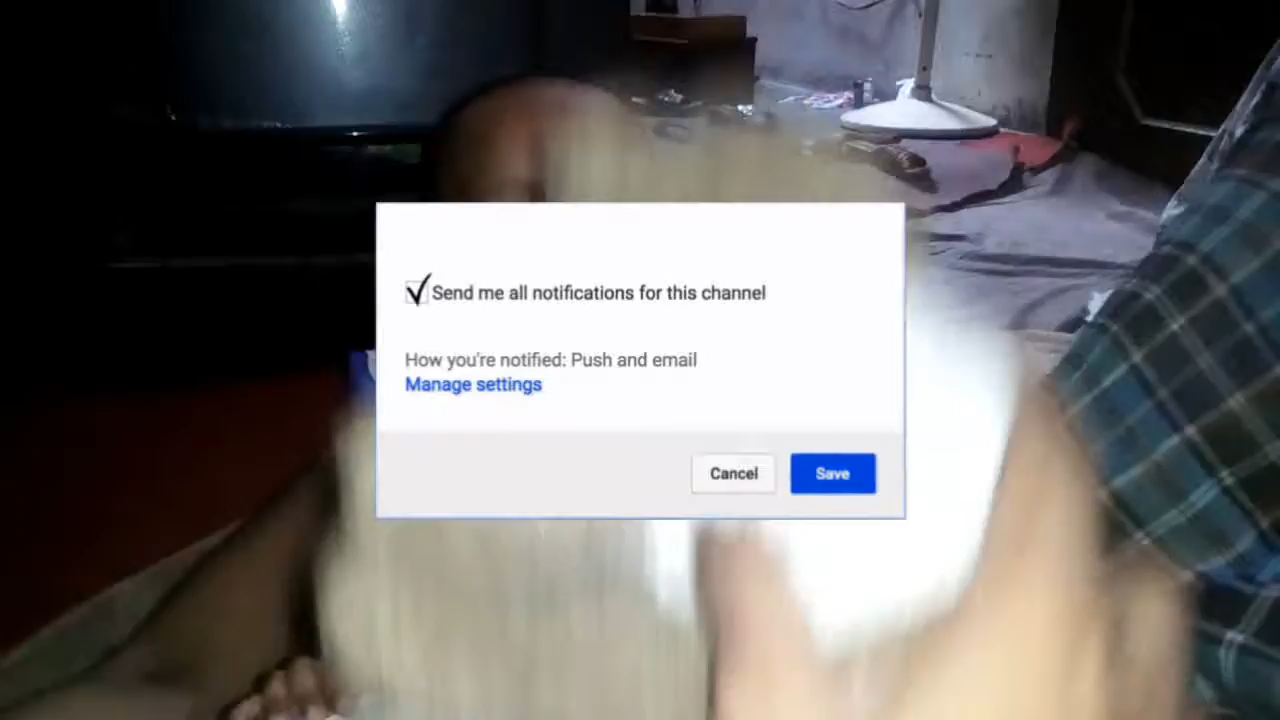 Send me all notifications for this channel
How you're notified: Push and email
Manage settings
Cancel
Save